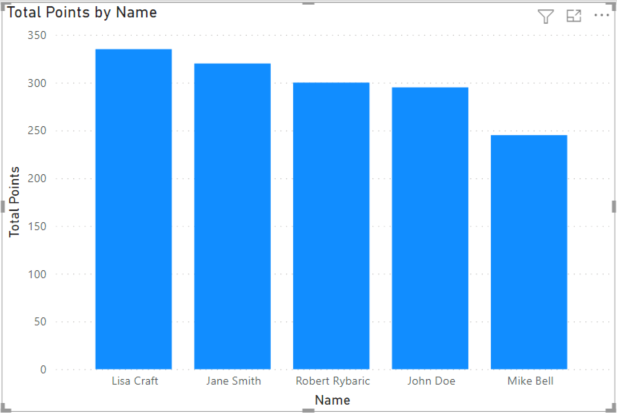 Total Points by Name
350
300
250
200
150
100
50
0
Total Points
Lisa Craft Jane Smith Robert Rybaric John Doe Mike Bell
Name